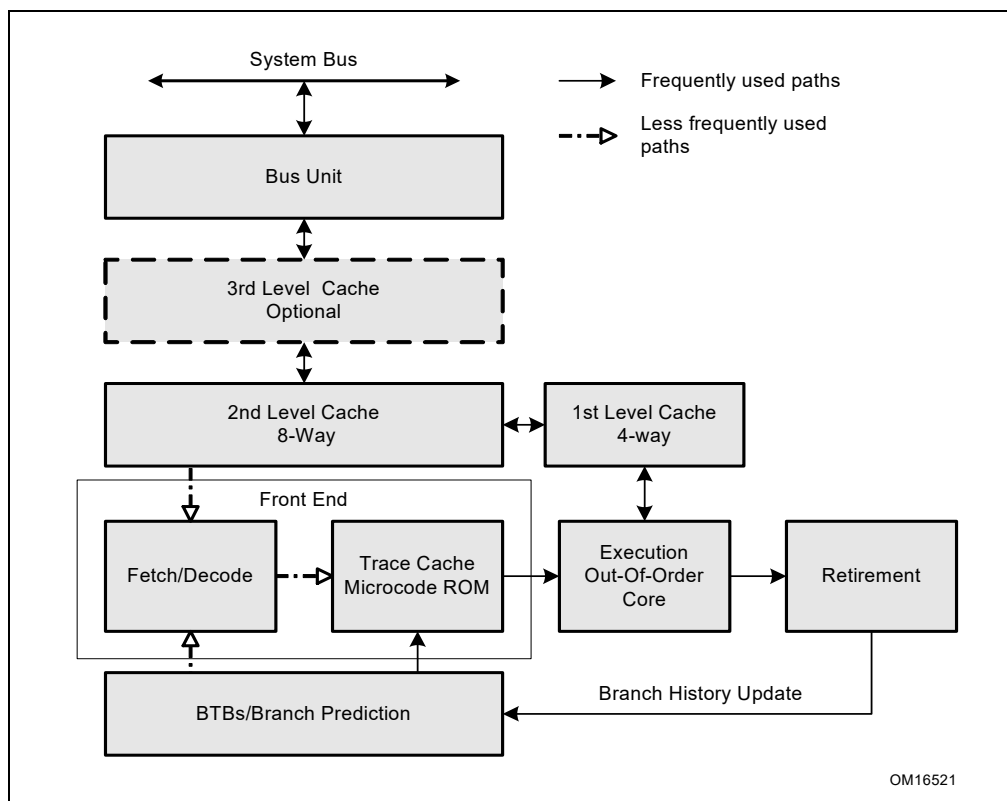 System Bus
Frequently used paths
Less frequently used
paths
Bus Unit
3rd Level Cache
Optional
2nd Level Cache
8-Way
1st Level Cache
4-way
Front End
Fetch/Decode
Trace Cache
Microcode ROM
Execution
Out-Of-Order
Core
Retirement
BTBs/Branch Prediction
Branch History Update
OM16521